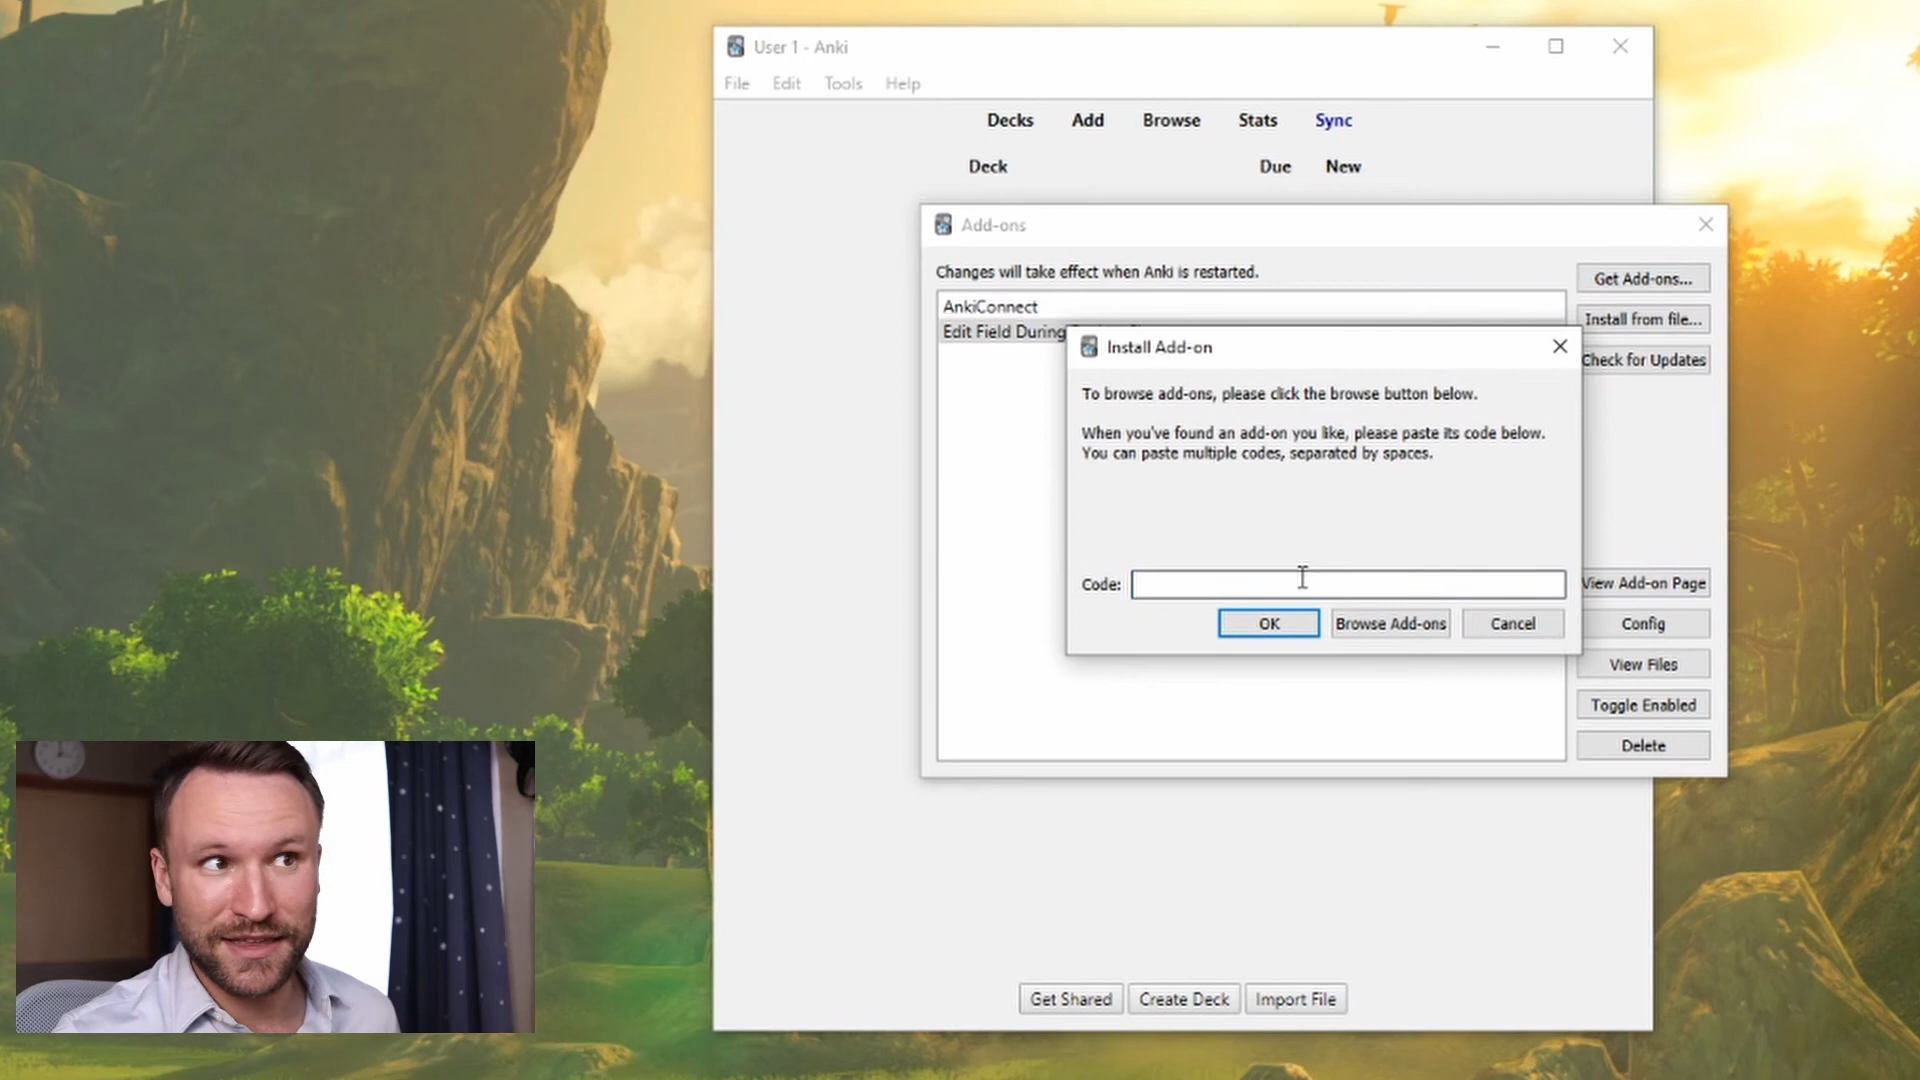 User 1 - Anki
File Edit Tools Help
Decks Add Browse Stats Sync
Deck Due New
Add-ons
Changes will take effect when Anki is restarted.
AnkiConnect
Edit Field During
Get Add-ons...
Install from file...
Check for Updates
Install Add-on
To browse add-ons, please click the browse button below.
When you've found an add-on you like, please paste its code below.
You can paste multiple codes, separated by spaces.
Code:
OK Browse Add-ons Cancel
View Add-on Page
Config
View Files
Toggle Enabled
Delete
Get Shared Create Deck Import File